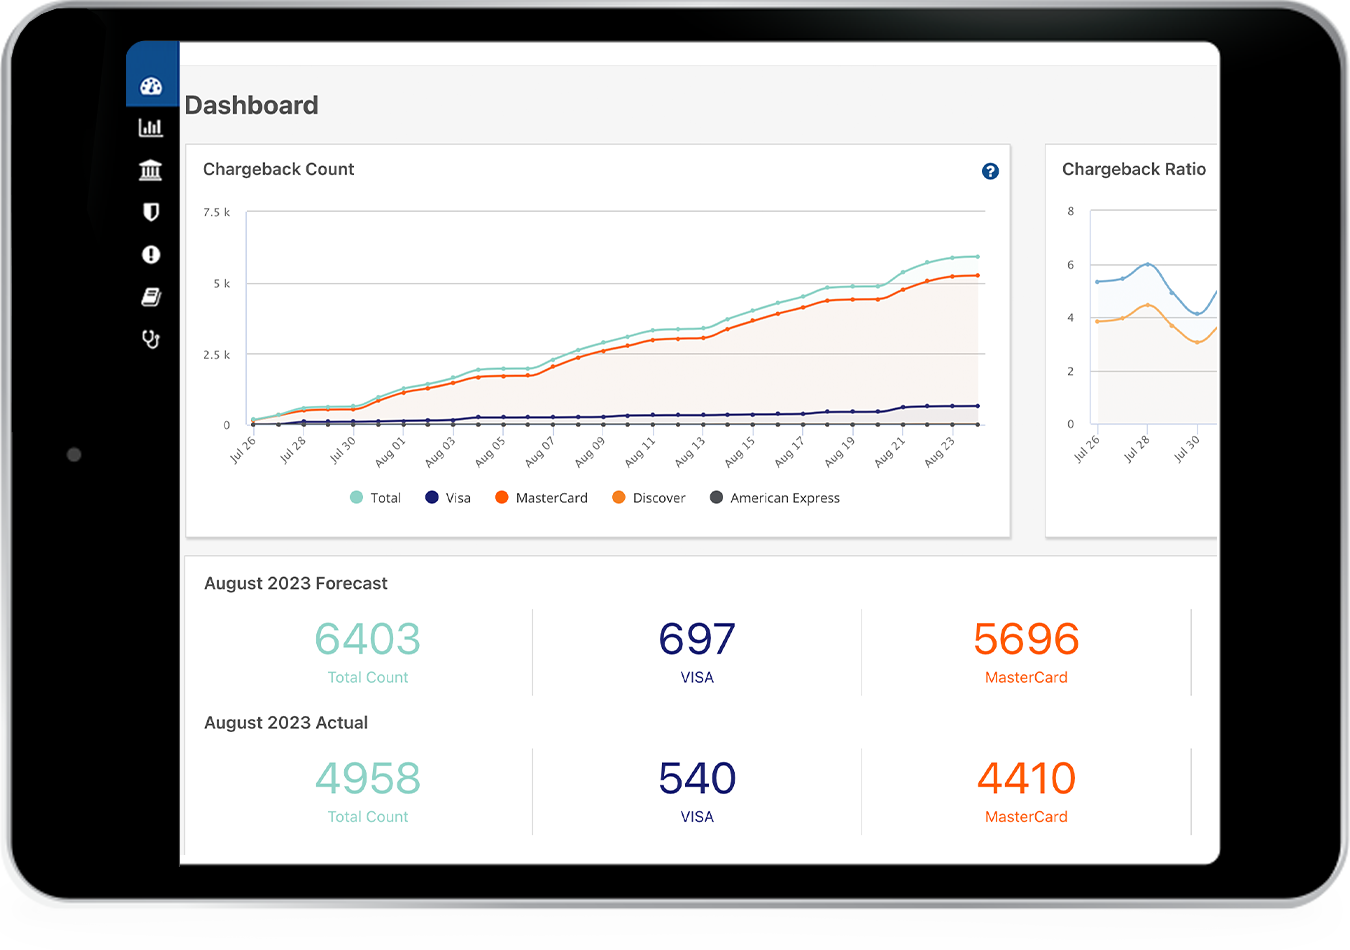 Dashboard
Chargeback Count
?
7.5 k
5 k
2.5 k
0
Jul 26
Jul 28
Jul 30
Aug 01
Aug 03
Aug 05
Aug 07
Aug 09
Aug 11
Aug 13
Aug 15
Aug 17
Aug 19
Aug 21
Aug 23
Total Visa MasterCard Discover American Express
Chargeback Ratio
8
6
4
2
0
Jul 26
Jul 28
Jul 30
August 2023 Forecast
6403 697 5696
Total Count VISA MasterCard
August 2023 Actual
4958 540 4410
Total Count VISA MasterCard